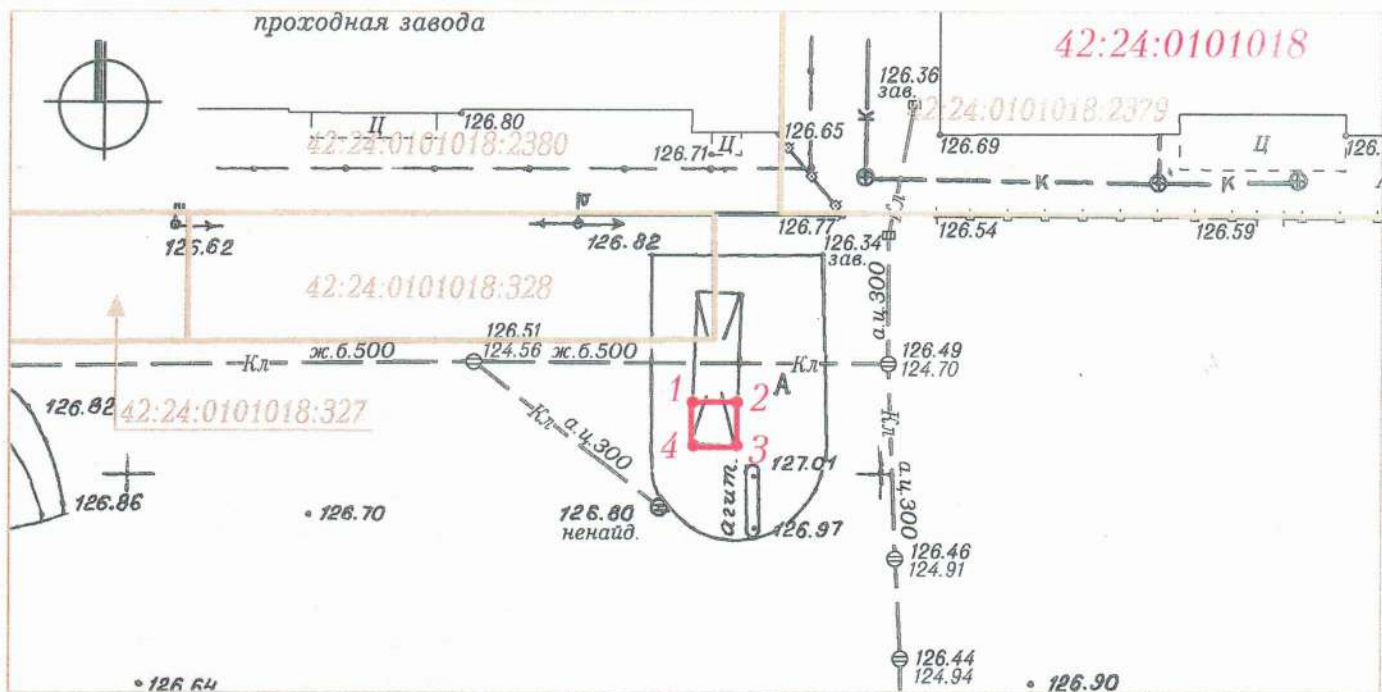 проходная завода
42:24:0101018
126.36
зав.
42:24:0101018:2379
К
Ц
126.80
126.65
42:24:0101018:2380
126.71
Ц
126.69
Ц
126.
К
К
126.62
126.82
126.77
126.34
зав.
126.54
126.59
а.ц.300
42:24:0101018:328
126.51
124.56
ж.б.500
ж.б.500
Кл
Кл
126.49
124.70
126.82
42:24:0101018:327
1
2
А
4
3
Кл
а.ц.300
Кл
а.ц.300
126.86
126.70
126.80
ненайд.
агит.
127.01
126.97
126.46
124.91
126.44
124.94
126.64
126.90